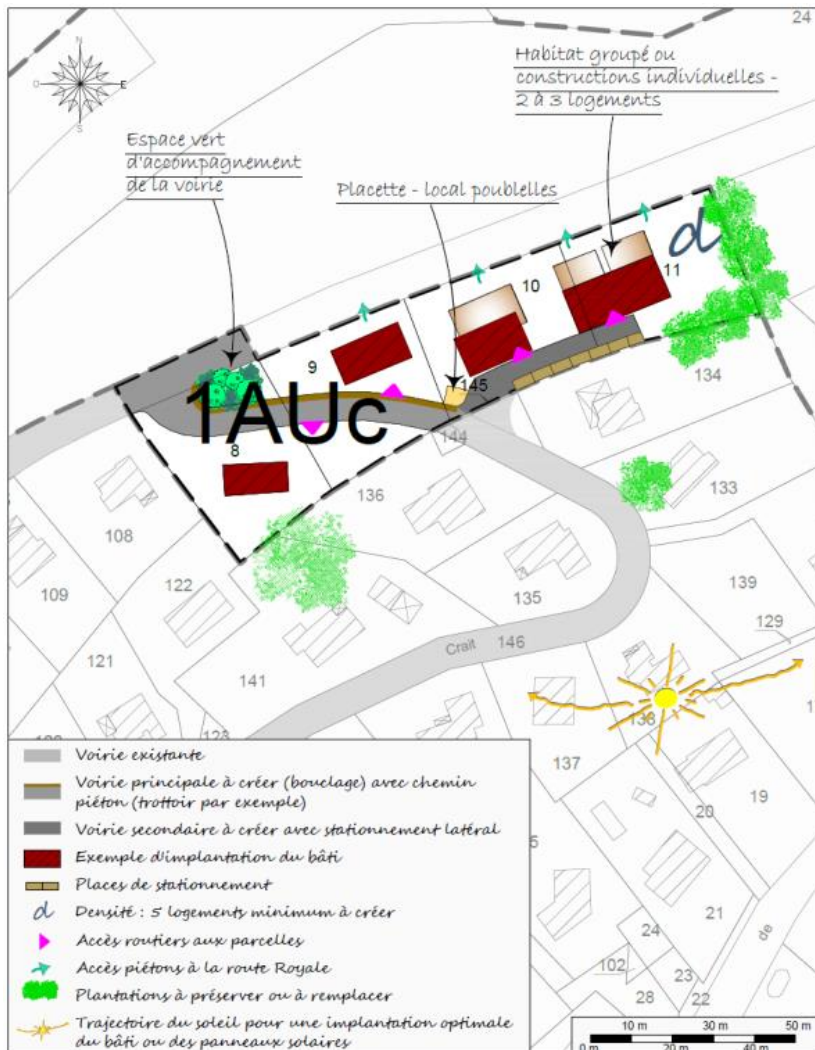 24
N
O
E
S
Habitat groupé ou
constructions individuelles -
2 à 3 logements
Espace vert
d'accompagnement
de la voirie
Placette - local poublelles
d
11
10
9
145
134
1AUc
144
8
136
133
108
122
109
135
139
129
121
Crait
146
141
123
138
137
19
20
21
de
24
102
23
28
22
Voirie existante
Voirie principale à créer (bouclage) avec chemin
piéton (trottoir par exemple)
Voirie secondaire à créer avec stationnement latéral
Exemple d'implantation du bâti
Places de stationnement
d Densité : 5 logements minimum à créer
Accès routiers aux parcelles
Accès piétons à la route Royale
Plantations à préserver ou à remplacer
Trajectoire du soleil pour une implantation optimale
du bâti ou des panneaux solaires
10 m 30 m 50 m
0 m 20 m 40 m